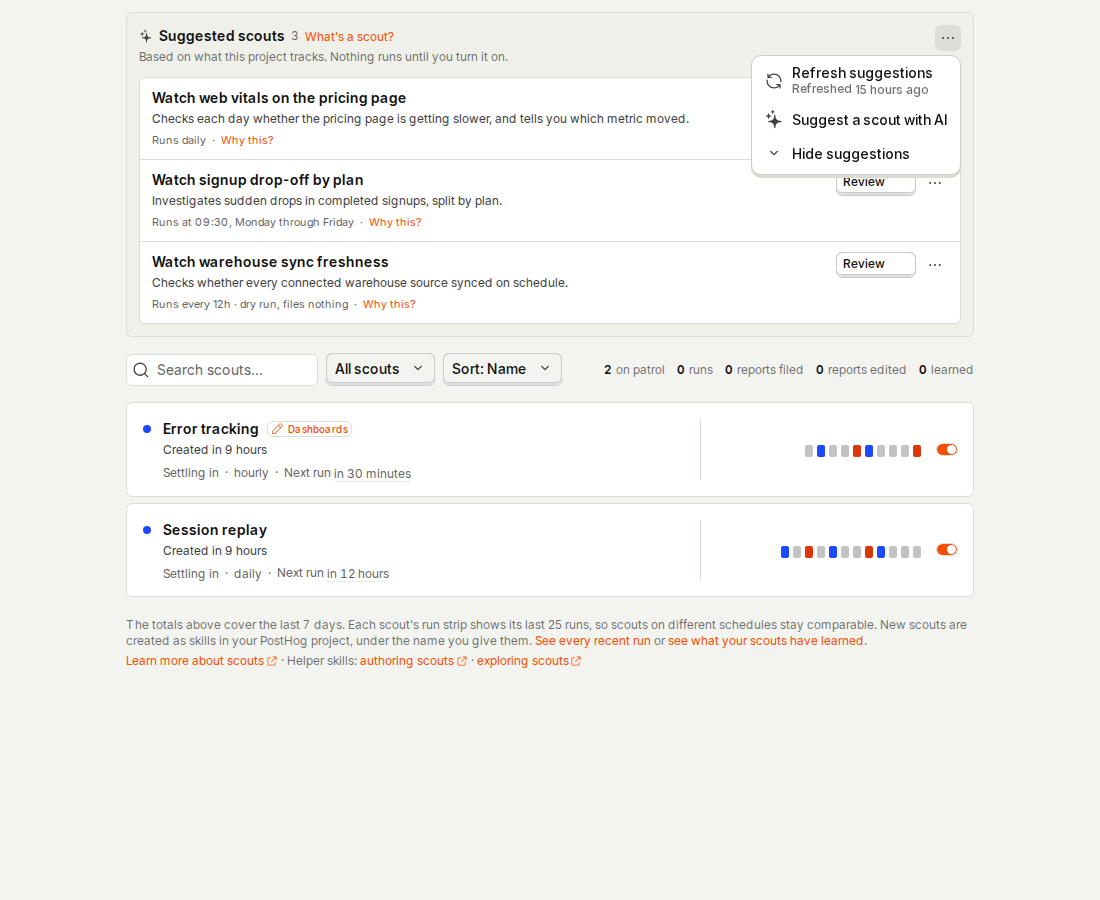 Suggested scouts 3 What's a scout?
Based on what this project tracks. Nothing runs until you turn it on.
Refresh suggestions
Refreshed 15 hours ago
Suggest a scout with AI
Hide suggestions
Watch web vitals on the pricing page
Checks each day whether the pricing page is getting slower, and tells you which metric moved.
Runs daily · Why this?
Watch signup drop-off by plan
Review
Investigates sudden drops in completed signups, split by plan.
Runs at 09:30, Monday through Friday · Why this?
Watch warehouse sync freshness
Review
Checks whether every connected warehouse source synced on schedule.
Runs every 12h · dry run, files nothing · Why this?
Search scouts...
All scouts
Sort: Name
2 on patrol 0 runs 0 reports filed 0 reports edited 0 learned
Error tracking Dashboards
Created in 9 hours
Settling in · hourly · Next run in 30 minutes
Session replay
Created in 9 hours
Settling in · daily · Next run in 12 hours
The totals above cover the last 7 days. Each scout's run strip shows its last 25 runs, so scouts on different schedules stay comparable. New scouts are
created as skills in your PostHog project, under the name you give them. See every recent run or see what your scouts have learned.
Learn more about scouts · Helper skills: authoring scouts · exploring scouts